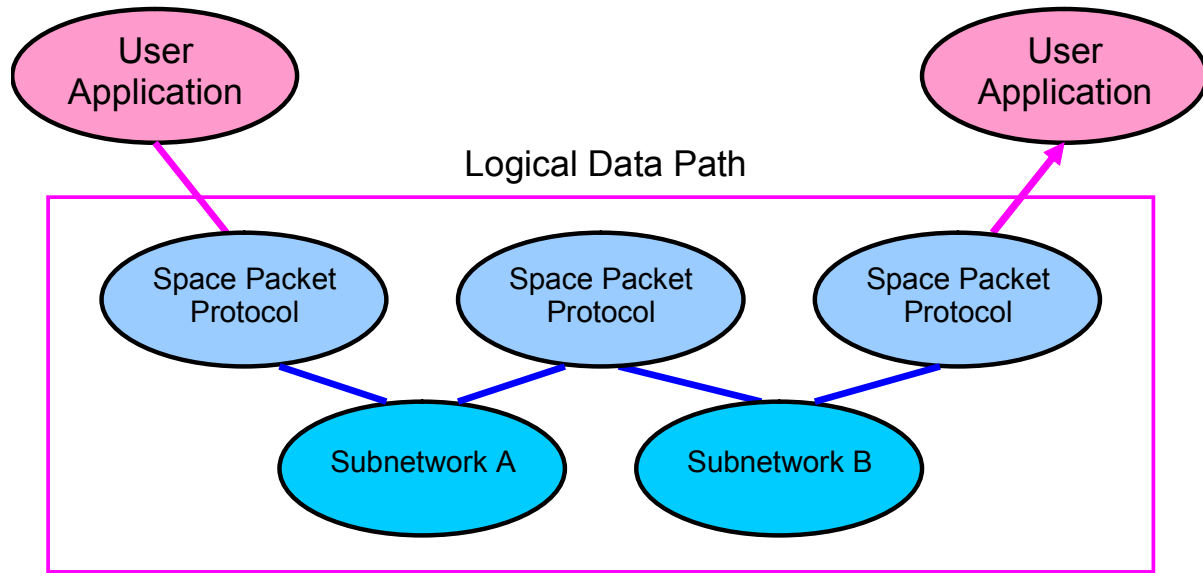 User
Application
User
Application
Logical Data Path
Space Packet
Protocol
Space Packet
Protocol
Space Packet
Protocol
Subnetwork A
Subnetwork B